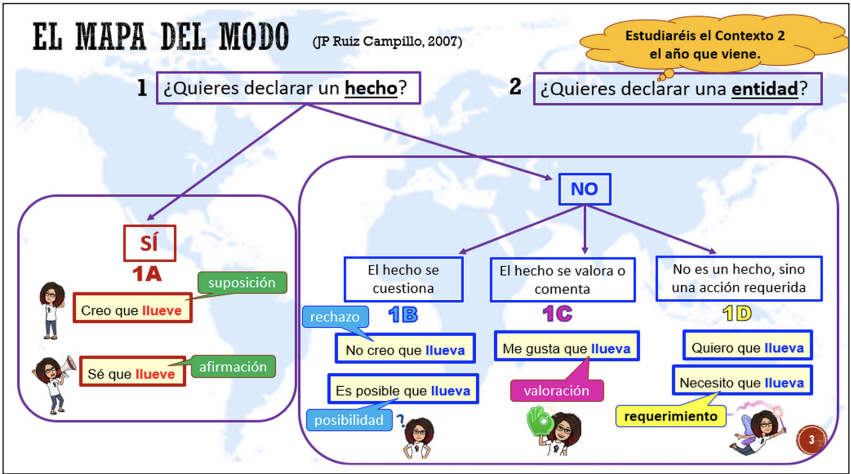 EL MAPA DEL MODO (JP Ruiz Campillo, 2007)
Estudiaréis el Contexto 2
el año que viene.
1 ¿Quieres declarar un hecho?
2 ¿Quieres declarar una entidad?
SÍ
1A
suposición
Creo que llueve
afirmación
Sé que llueve
NO
El hecho se
cuestiona
1B
rechazo
No creo que llueva
Es posible que llueva
posibilidad
?
El hecho se valora o
comenta
1C
Me gusta que llueva
valoración
No es un hecho, sino
una acción requerida
1D
Quiero que llueva
Necesito que llueva
requerimiento
3